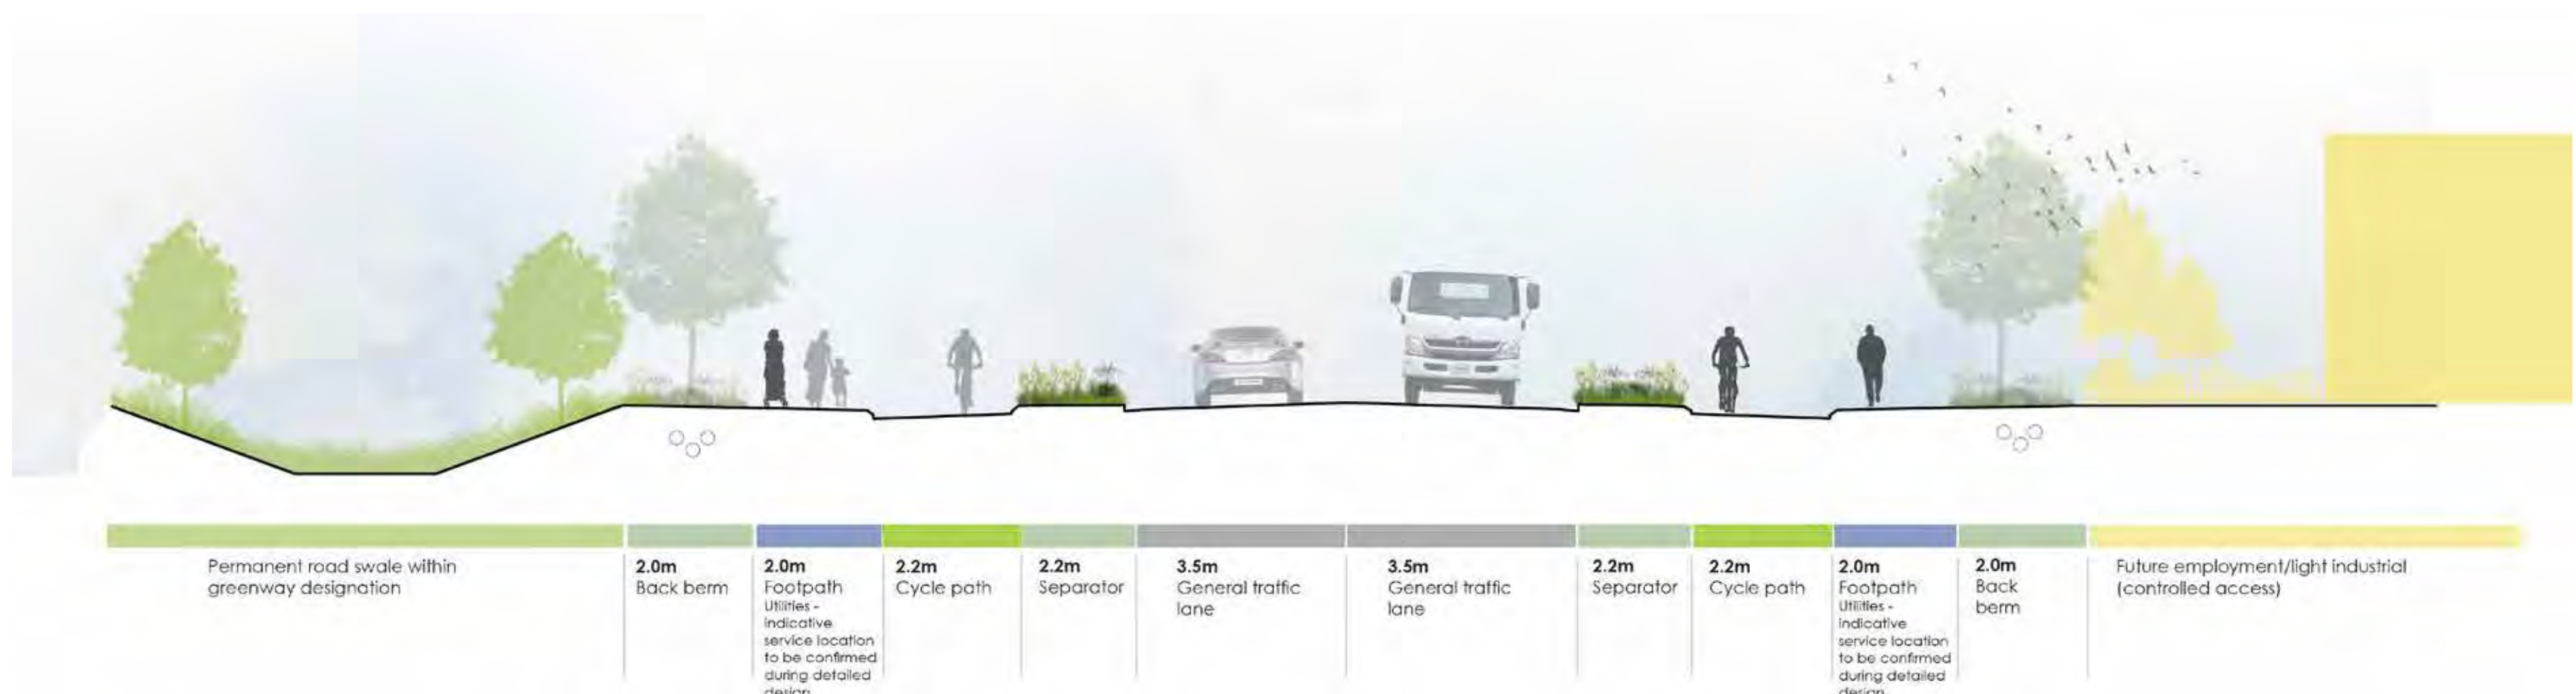 Permanent road swale within
greenway designation
2.0m
Back berm
2.0m
Footpath
Utilities -
indicative
service location
to be confirmed
during detailed
design
2.2m
Cycle path
2.2m
Separator
3.5m
General traffic
lane
3.5m
General traffic
lane
2.2m
Separator
2.2m
Cycle path
2.0m
Footpath
Utilities -
indicative
service location
to be confirmed
during detailed
design
2.0m
Back
berm
Future employment/light industrial
(controlled access)